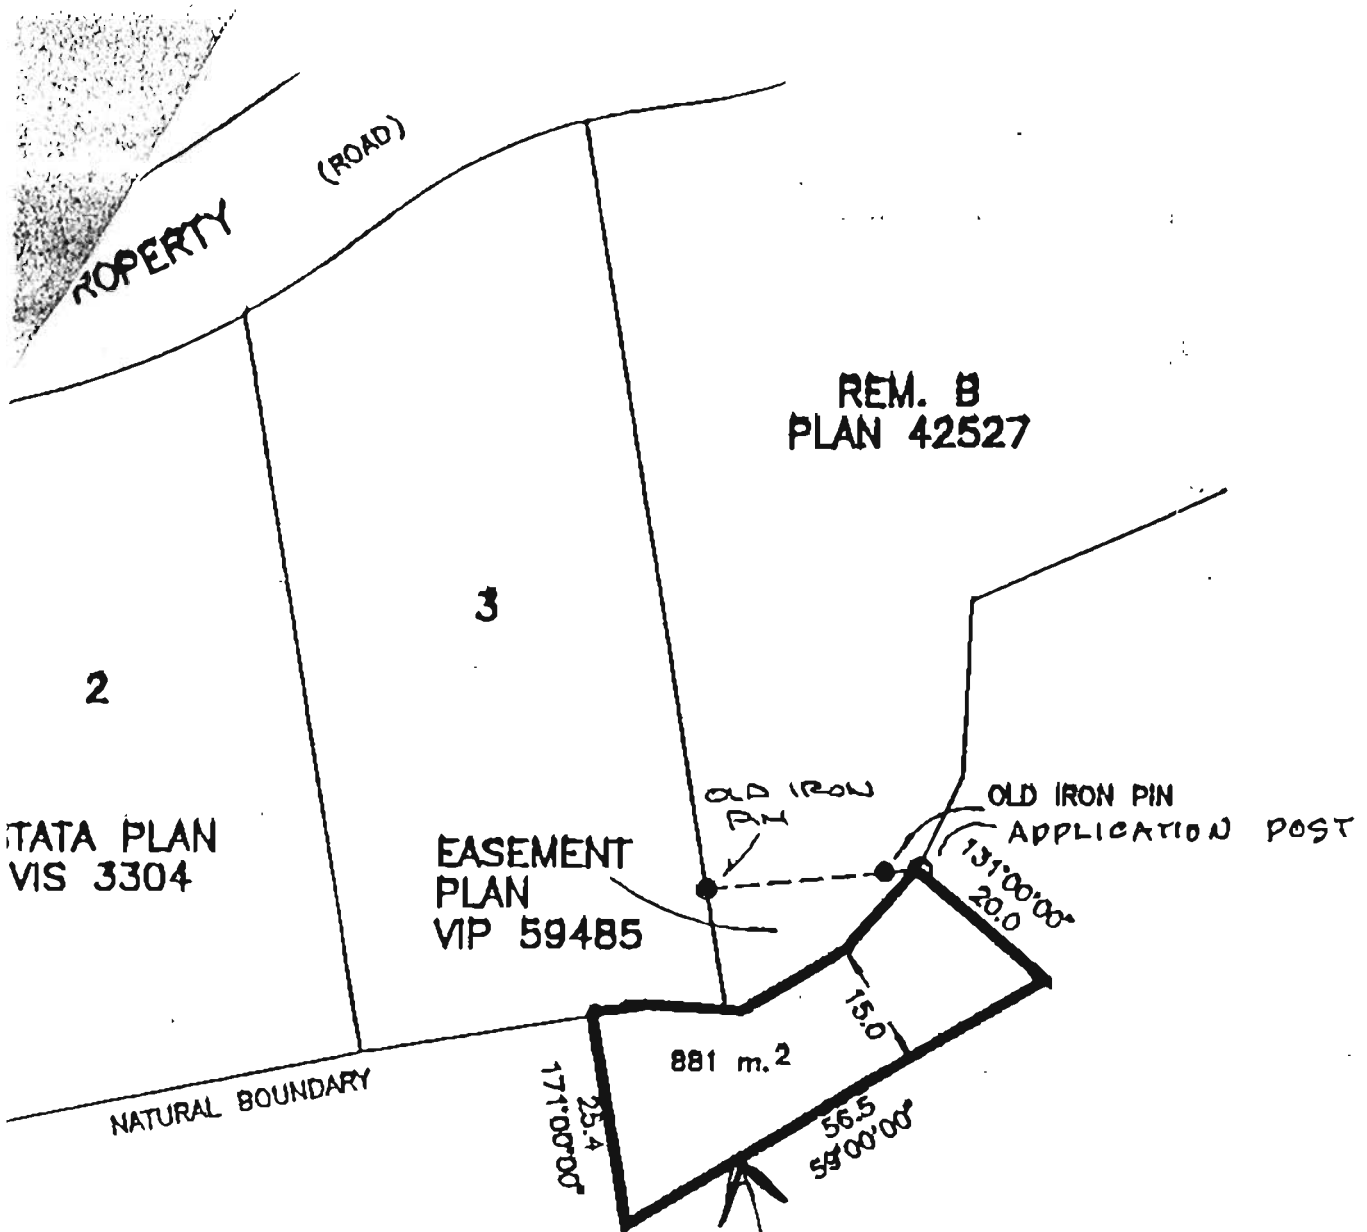 (ROAD)
ROPERTY
REM. B
PLAN 42527
3
2
OLD IRON
OLD IRON PIN
APPLICATION POST
TATA PLAN
VIS 3304
EASEMENT
PLAN
VIP 59485
131°00'00"
20.0
15.0
881 m.2
NATURAL BOUNDARY
25.4
171°00'00"
56.5
59°00'00"